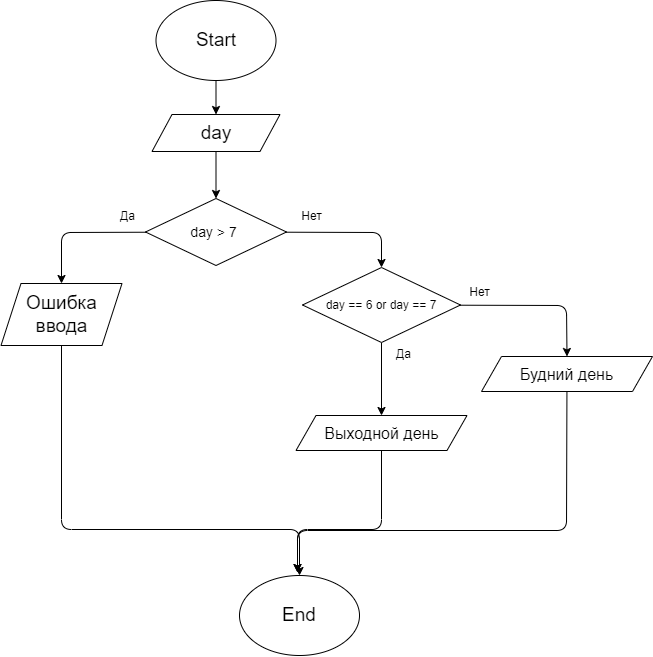 Start
day
Да
Нет
day > 7
Ошибка
ввода
day == 6 or day == 7
Нет
Да
Будний день
Выходной день
End